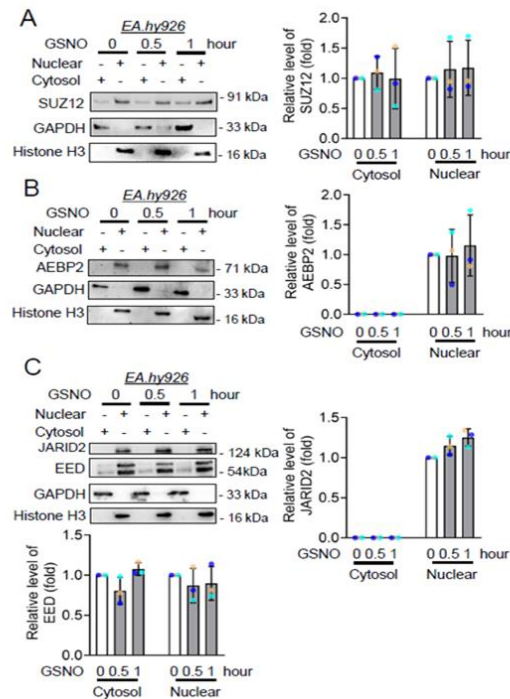 A
EA.hy926
GSNO 0 0.5 1 hour
Nuclear - + - + - +
Cytosol + - + - + -
SUZ12 - 91 kDa
GAPDH - 33 kDa
Histone H3 - 16 kDa
Relative level of
SUZ12 (fold)
2.0
1.5
1.0
0.5
0.0
GSNO 0 0.5 1 0 0.5 1 hour
Cytosol Nuclear
B
EA.hy926
GSNO 0 0.5 1 hour
Nuclear - + - + - +
Cytosol + - + - + -
AEBP2 - 71 kDa
GAPDH - 33 kDa
Histone H3 - 16 kDa
Relative level of
AEBP2 (fold)
2.0
1.5
1.0
0.5
0.0
GSNO 0 0.5 1 0 0.5 1 hour
Cytosol Nuclear
C
EA.hy926
GSNO 0 0.5 1 hour
Nuclear - + - + - +
Cytosol + - + - + -
JARID2 - 124 kDa
EED - 54kDa
GAPDH - 33 kDa
Histone H3 - 16 kDa
Relative level of
JARID2 (fold)
1.5
1.0
0.5
0.0
GSNO 0 0.5 1 0 0.5 1 hour
Cytosol Nuclear
Relative level of
EED (fold)
1.5
1.0
0.5
0.0
GSNO 0 0.5 1 0 0.5 1 hour
Cytosol Nuclear